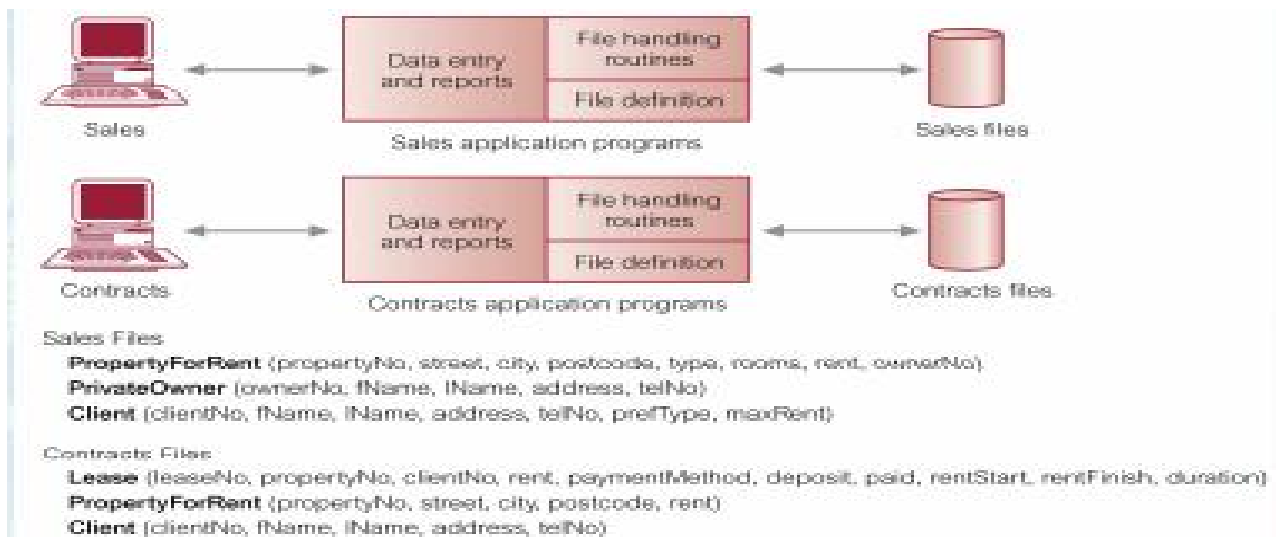 Data entry
and reports
File handling
routines
File definition
Sales
Sales application programs
Sales files
Data entry
and reports
File handling
routines
File definition
Contracts
Contracts application programs
Contracts files
Sales Files
PropertyForRent (propertyNo, street, city, postcode, type, rooms, rent, ownerNo)
PrivateOwner (ownerNo, fName, lName, address, telNo)
Client (clientNo, fName, lName, address, telNo, prefType, maxRent)
Contracts Files
Lease (leaseNo, propertyNo, clientNo, rent, paymentMethod, deposit, paid, rentStart, rentFinish, duration)
PropertyForRent (propertyNo, street, city, postcode, rent)
Client (clientNo, fName, lName, address, telNo)